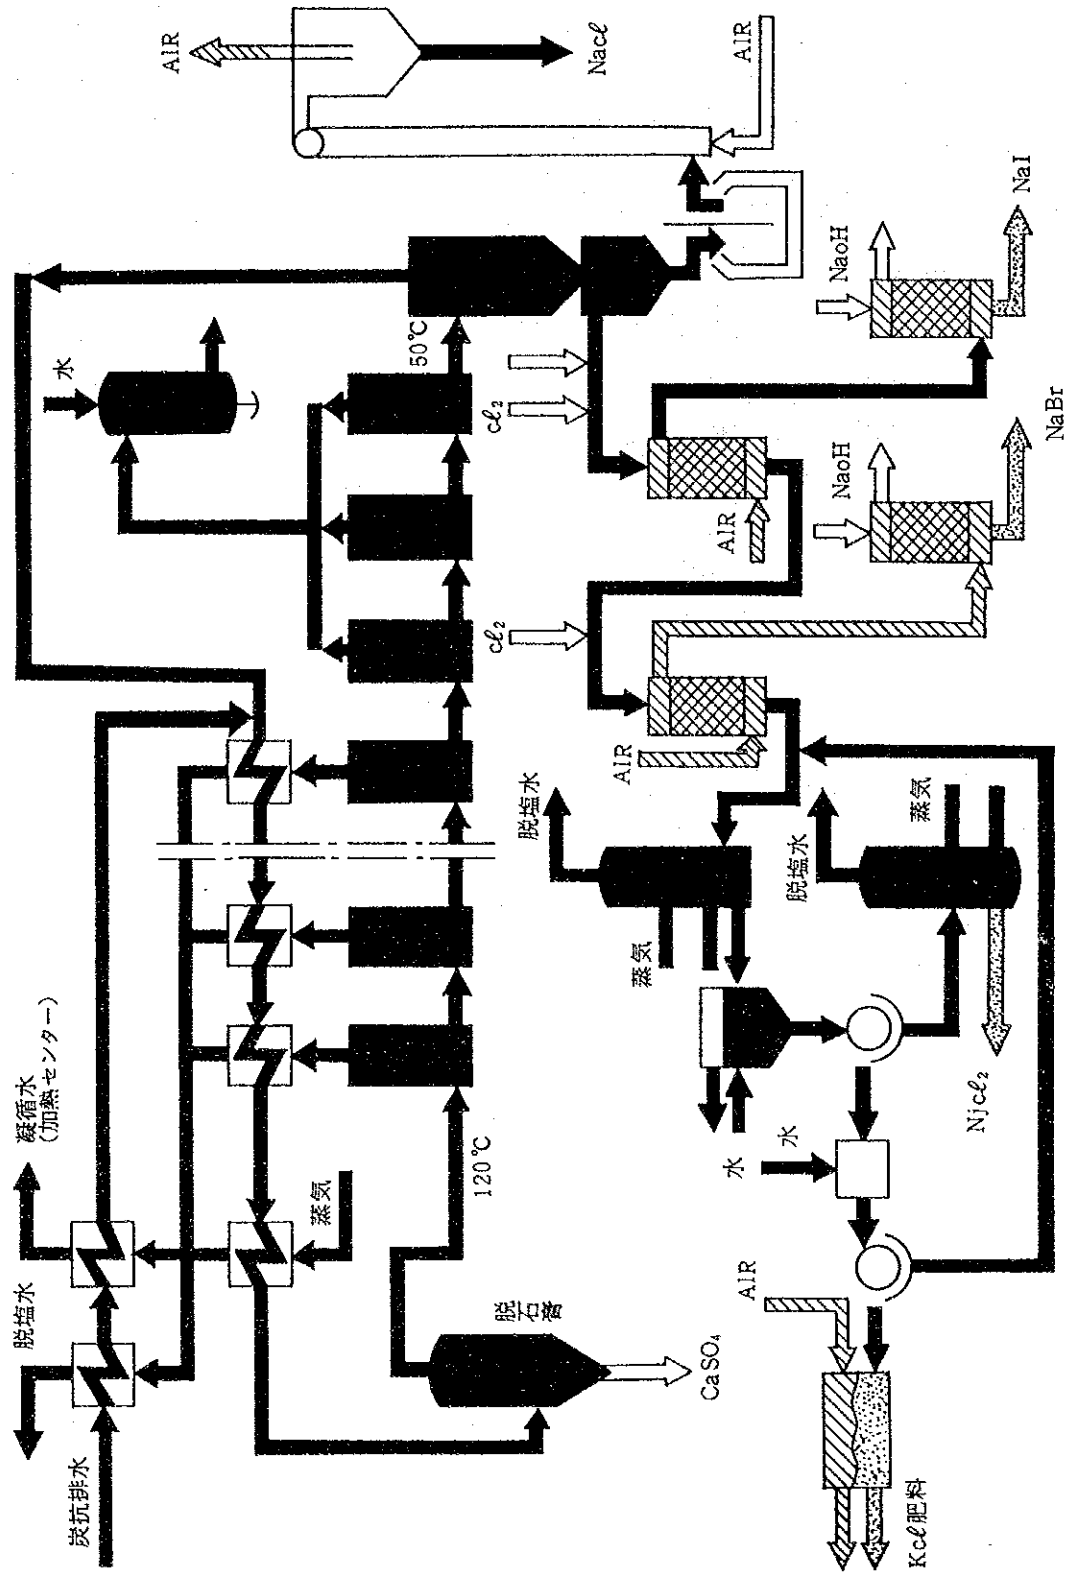 炭抗排水
脱塩水
凝循水
(加熱センター)
蒸気
脱石膏
CaSO₄
120°C
50°C
水
AIR
Nacℓ
AIR
cℓ₂
cℓ₂
AIR
AIR
NaoH
NaI
NaoH
NaBr
脱塩水
蒸気
脱塩水
蒸気
水
水
Njcℓ₂
AIR
Kcℓ肥料